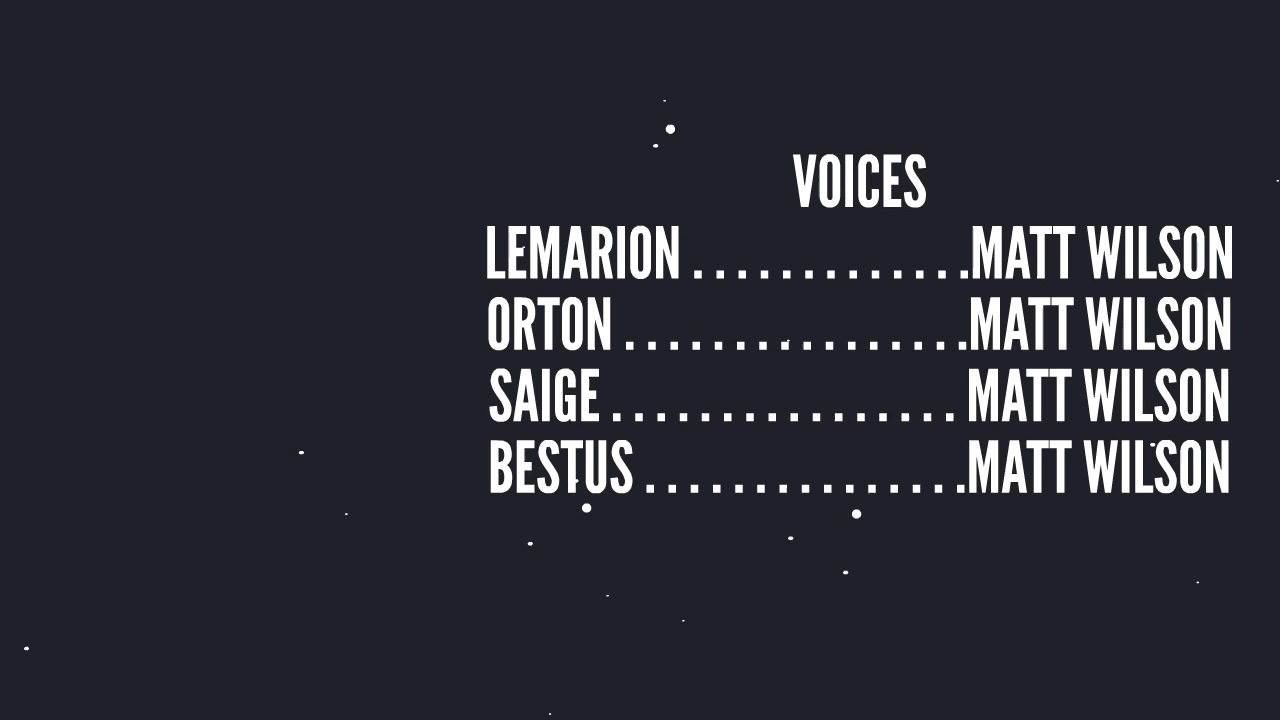 VOICES
LEMARION . . . . . . . . . . . . .MATT WILSON
ORTON . . . . . . . . . . . . . . . .MATT WILSON
SAIGE . . . . . . . . . . . . . . . . MATT WILSON
BESTUS . . . . . . . . . . . . . . .MATT WILSON